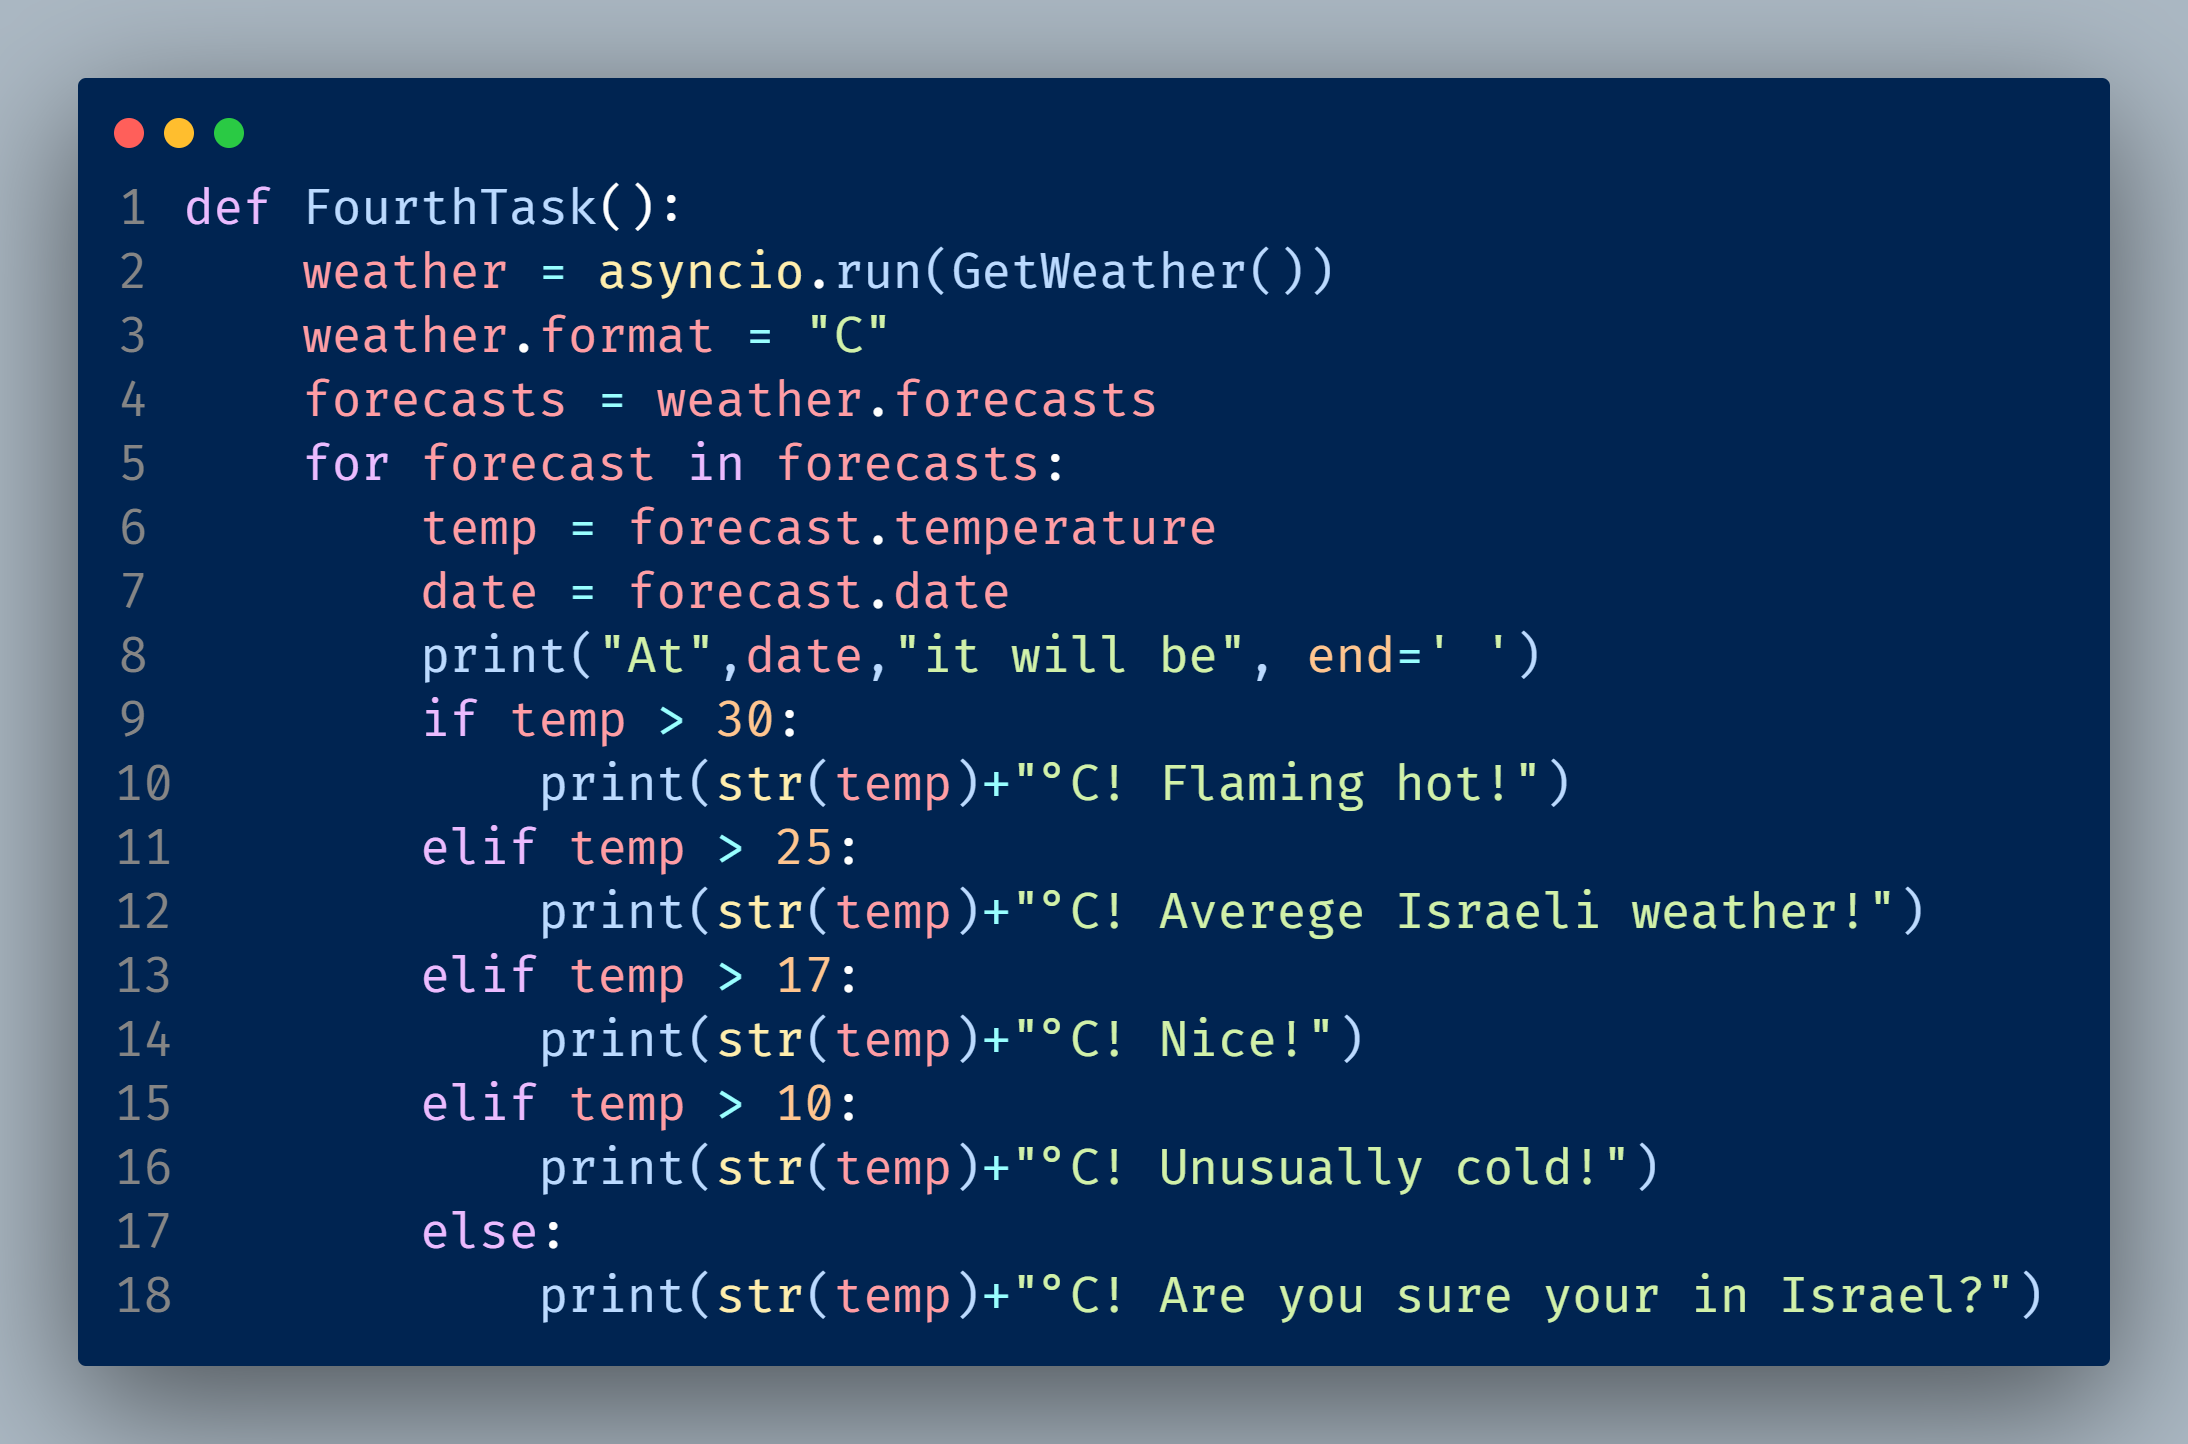 1 def FourthTask():
2     weather = asyncio.run(GetWeather())
3     weather.format = "C"
4     forecasts = weather.forecasts
5     for forecast in forecasts:
6         temp = forecast.temperature
7         date = forecast.date
8         print("At",date,"it will be", end=' ')
9         if temp > 30:
10             print(str(temp)+"°C! Flaming hot!")
11         elif temp > 25:
12             print(str(temp)+"°C! Averege Israeli weather!")
13         elif temp > 17:
14             print(str(temp)+"°C! Nice!")
15         elif temp > 10:
16             print(str(temp)+"°C! Unusually cold!")
17         else:
18             print(str(temp)+"°C! Are you sure your in Israel?")